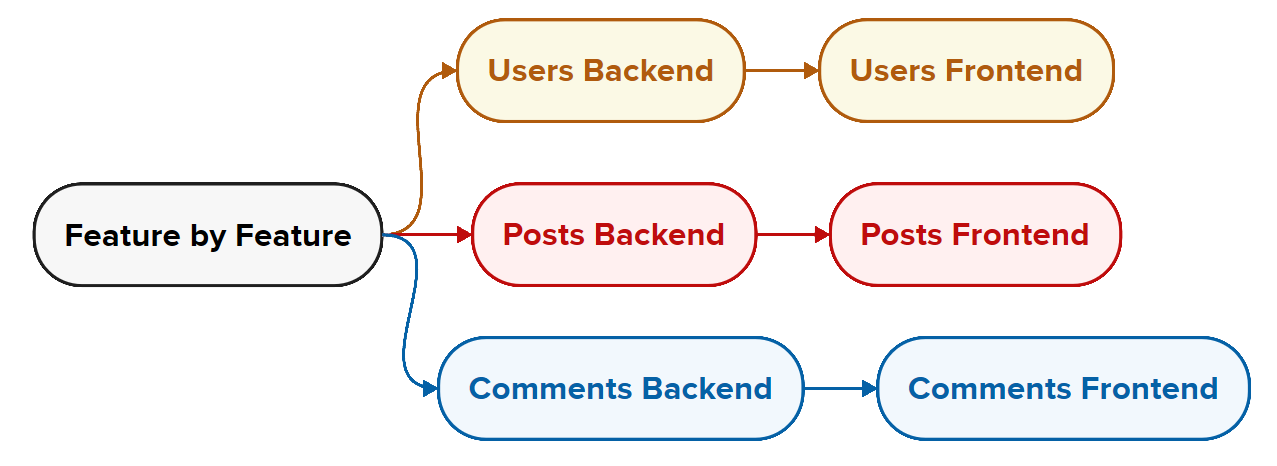 Users Backend
Users Frontend
Feature by Feature
Posts Backend
Posts Frontend
Comments Backend
Comments Frontend